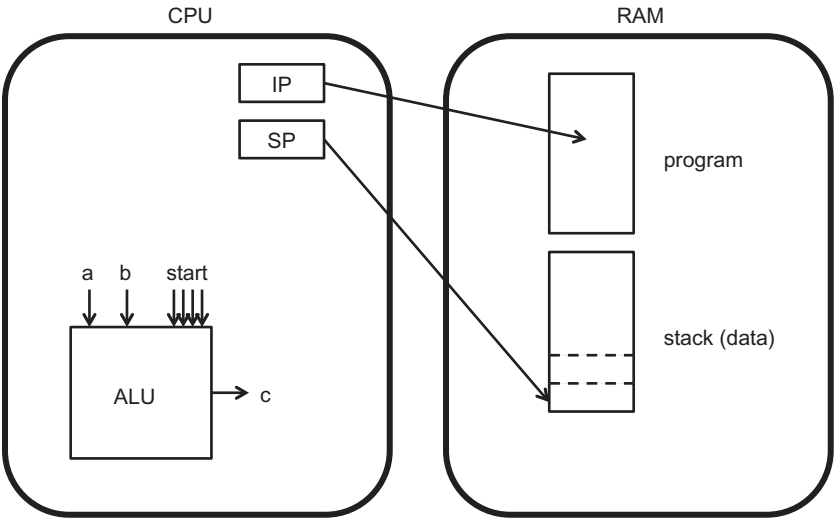 CPU
RAM
IP
SP
program
a b start
stack (data)
ALU
c